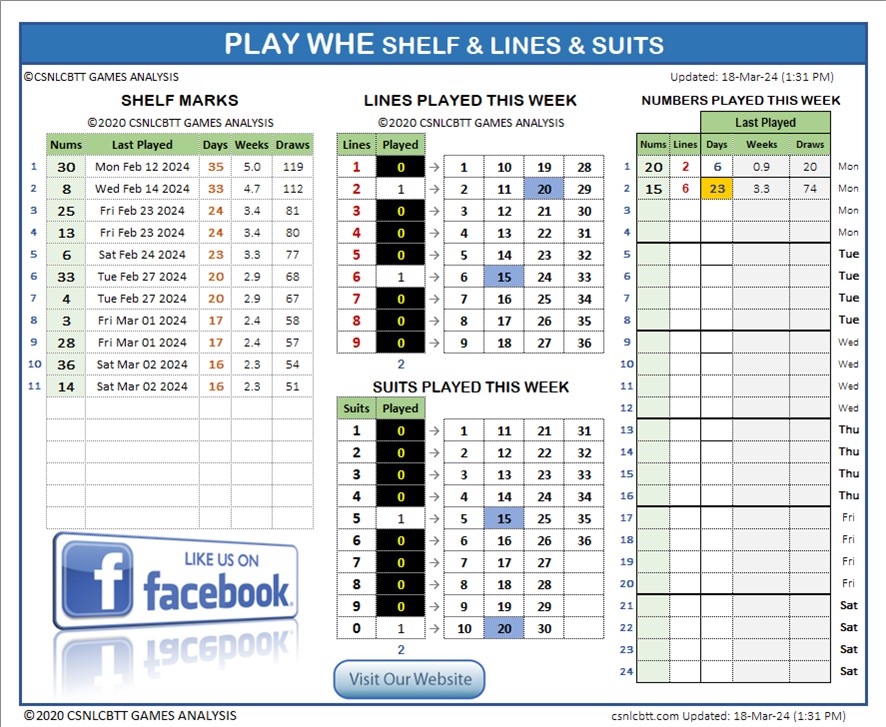 PLAY WHE SHELF & LINES & SUITS
©CSNLCBTT GAMES ANALYSIS
Updated: 18-Mar-24 (1:31 PM)
SHELF MARKS
©2020 CSNLCBTT GAMES ANALYSIS
Nums Last Played Days Weeks Draws
1 30 Mon Feb 12 2024 35 5.0 119
2 8 Wed Feb 14 2024 33 4.7 112
3 25 Fri Feb 23 2024 24 3.4 81
4 13 Fri Feb 23 2024 24 3.4 80
5 6 Sat Feb 24 2024 23 3.3 77
6 33 Tue Feb 27 2024 20 2.9 68
7 4 Tue Feb 27 2024 20 2.9 67
8 3 Fri Mar 01 2024 17 2.4 58
9 28 Fri Mar 01 2024 17 2.4 57
10 36 Sat Mar 02 2024 16 2.3 54
11 14 Sat Mar 02 2024 16 2.3 51
LIKE US ON
facebook.
LINES PLAYED THIS WEEK
©2020 CSNLCBTT GAMES ANALYSIS
Lines Played
1 0 → 1 10 19 28
2 1 → 2 11 20 29
3 0 → 3 12 21 30
4 0 → 4 13 22 31
5 0 → 5 14 23 32
6 1 → 6 15 24 33
7 0 → 7 16 25 34
8 0 → 8 17 26 35
9 0 → 9 18 27 36
2
SUITS PLAYED THIS WEEK
Suits Played
1 0 → 1 11 21 31
2 0 → 2 12 22 32
3 0 → 3 13 23 33
4 0 → 4 14 24 34
5 1 → 5 15 25 35
6 0 → 6 16 26 36
7 0 → 7 17 27
8 0 → 8 18 28
9 0 → 9 19 29
0 1 → 10 20 30
2
Visit Our Website
NUMBERS PLAYED THIS WEEK
Last Played
Nums Lines Days Weeks Draws
1 20 2 6 0.9 20 Mon
2 15 6 23 3.3 74 Mon
3 Mon
4 Mon
5 Tue
6 Tue
7 Tue
8 Tue
9 Wed
10 Wed
11 Wed
12 Wed
13 Thu
14 Thu
15 Thu
16 Thu
17 Fri
18 Fri
19 Fri
20 Fri
21 Sat
22 Sat
23 Sat
24 Sat
©2020 CSNLCBTT GAMES ANALYSIS
csnlcbtt.com Updated: 18-Mar-24 (1:31 PM)